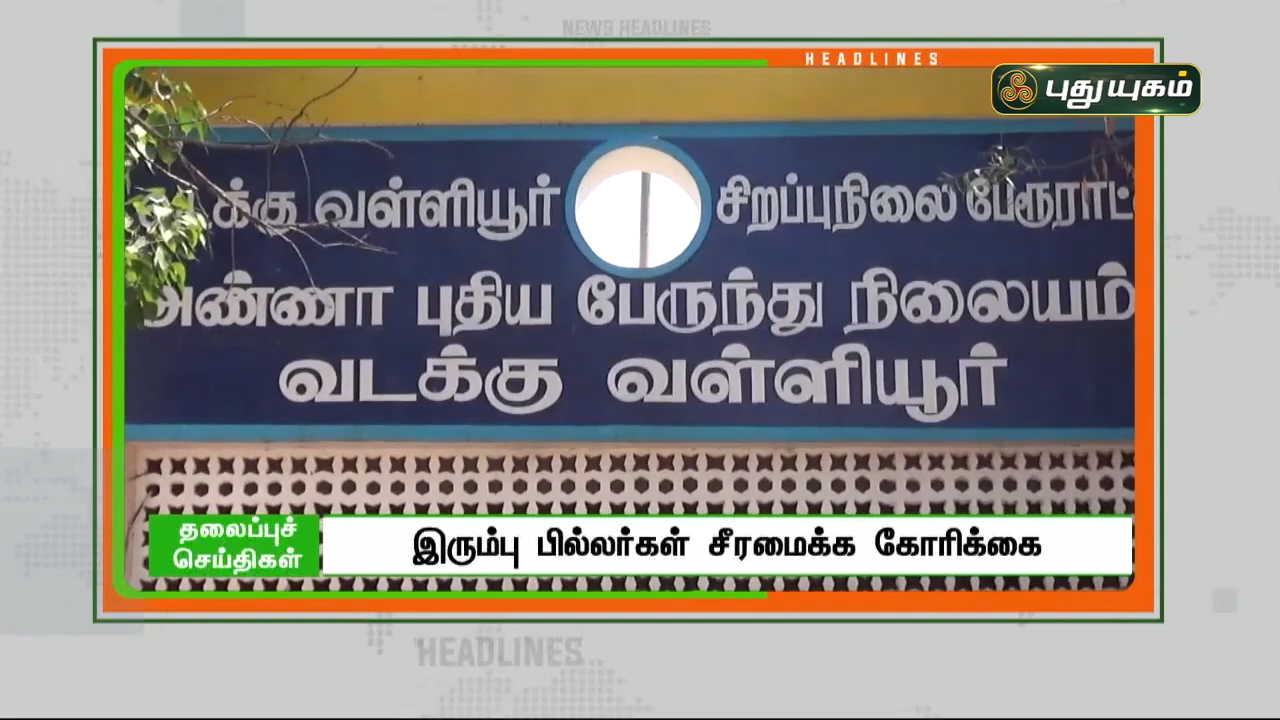 NEWS HEADLINES
HEADLINES
புதுயுகம்
வள்ளியூர் சிறப்புநிலை
அண்ணா புதிய பேருந்து நிலையம்
வடக்கு வள்ளியூர்
தலைப்புச்
செய்திகள்
இரும்பு பில்லர்கள் சீரமைக்க கோரிக்கை
HEADLINES